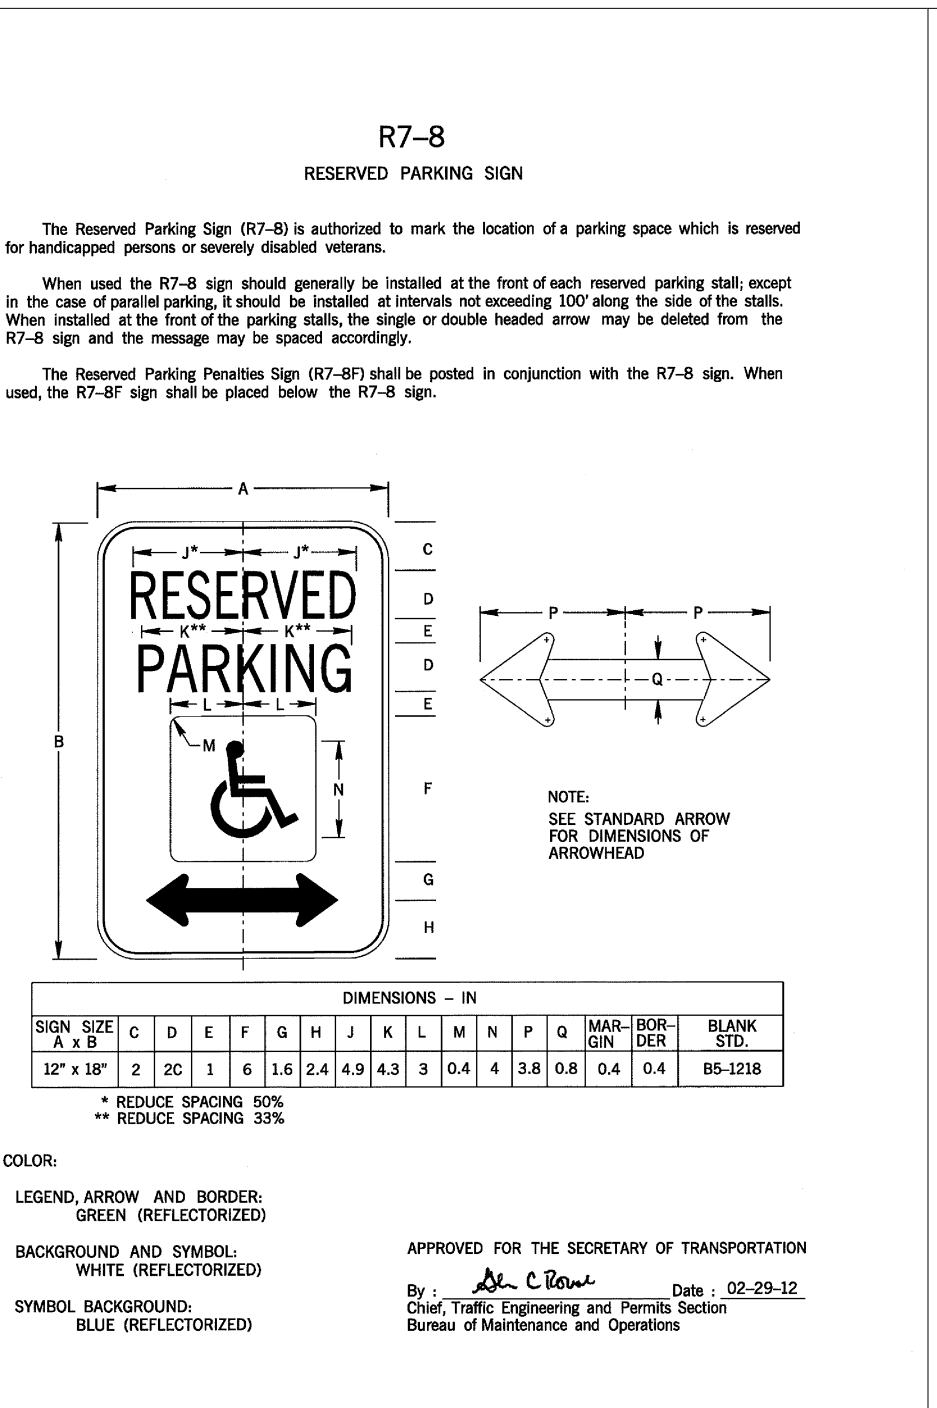 R7–8
RESERVED PARKING SIGN
The Reserved Parking Sign (R7–8) is authorized to mark the location of a parking space which is reserved
for handicapped persons or severely disabled veterans.
When used the R7–8 sign should generally be installed at the front of each reserved parking stall; except
in the case of parallel parking, it should be installed at intervals not exceeding 100' along the side of the stalls.
When installed at the front of the parking stalls, the single or double headed arrow may be deleted from the
R7–8 sign and the message may be spaced accordingly.
The Reserved Parking Penalties Sign (R7–8F) shall be posted in conjunction with the R7–8 sign. When
used, the R7–8F sign shall be placed below the R7–8 sign.
A
J* J*
C
RESERVED
D
K** K**
E
PARKING
D
L L
E
B
M
N
F
G
H
P P
Q
NOTE:
SEE STANDARD ARROW
FOR DIMENSIONS OF
ARROWHEAD
DIMENSIONS – IN
SIGN SIZE A x B C D E F G H J K L M N P Q MAR–GIN BOR–DER BLANK STD.
12" x 18" 2 2C 1 6 1.6 2.4 4.9 4.3 3 0.4 4 3.8 0.8 0.4 0.4 B5–1218
* REDUCE SPACING 50%
** REDUCE SPACING 33%
COLOR:
LEGEND, ARROW AND BORDER:
GREEN (REFLECTORIZED)
BACKGROUND AND SYMBOL:
WHITE (REFLECTORIZED)
SYMBOL BACKGROUND:
BLUE (REFLECTORIZED)
APPROVED FOR THE SECRETARY OF TRANSPORTATION
By : Date : 02–29–12
Chief, Traffic Engineering and Permits Section
Bureau of Maintenance and Operations